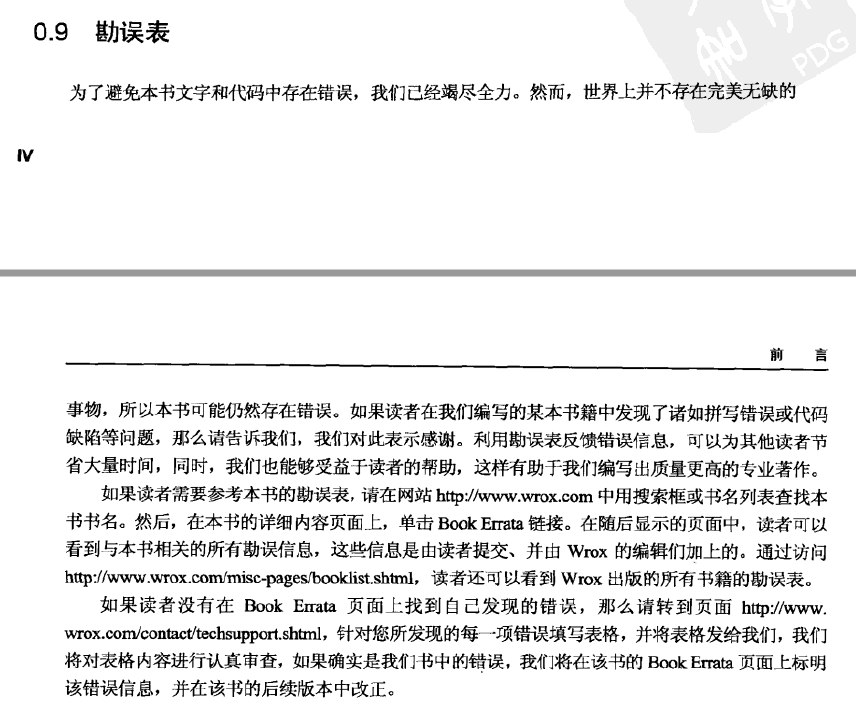 0.9 勘误表
为了避免本书文字和代码中存在错误，我们已经竭尽全力。然而，世界上并不存在完美无缺的
IV
前 言
事物，所以本书可能仍然存在错误。如果读者在我们编写的某本书籍中发现了诸如拼写错误或代码
缺陷等问题，那么请告诉我们，我们对此表示感谢。利用勘误表反馈错误信息，可以为其他读者节
省大量时间，同时，我们也能够受益于读者的帮助，这样有助于我们编写出质量更高的专业著作。
如果读者需要参考本书的勘误表，请在网站 http://www.wrox.com 中用搜索框或书名列表查找本
书书名。然后，在本书的详细内容页面上，单击 Book Errata 链接。在随后显示的页面中，读者可以
看到与本书相关的所有勘误信息，这些信息是由读者提交、并由 Wrox 的编辑们加上的。通过访问
http://www.wrox.com/misc-pages/booklist.shtml，读者还可以看到 Wrox 出版的所有书籍的勘误表。
如果读者没有在 Book Errata 页面上找到自己发现的错误，那么请转到页面 http://www.
wrox.com/contact/techsupport.shtml，针对您所发现的每一项错误填写表格，并将表格发给我们，我们
将对表格内容进行认真审查，如果确实是我们书中的错误，我们将在该书的 Book Errata 页面上标明
该错误信息，并在该书的后续版本中改正。
PDG